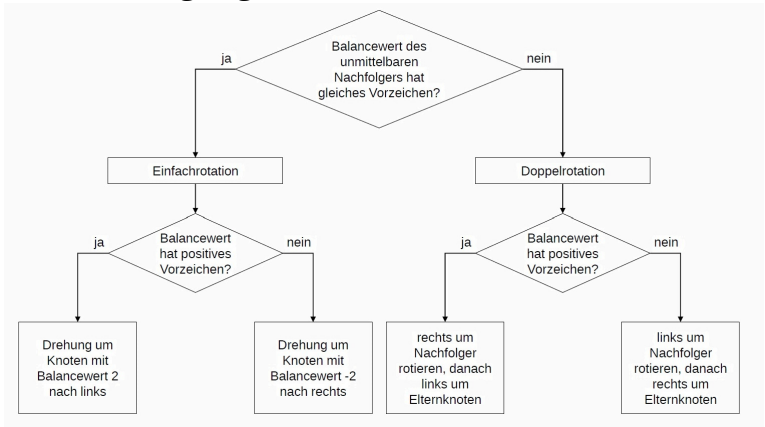 ja
Balancewert des
unmittelbaren
Nachfolgers hat
gleiches Vorzeichen?
nein
Einfachrotation
Doppelrotation
ja
Balancewert
hat positives
Vorzeichen?
nein
ja
Balancewert
hat positives
Vorzeichen?
nein
Drehung um
Knoten mit
Balancewert 2
nach links
Drehung um
Knoten mit
Balancewert -2
nach rechts
rechts um
Nachfolger
rotieren, danach
links um
Elternknoten
links um
Nachfolger
rotieren, danach
rechts um
Elternknoten